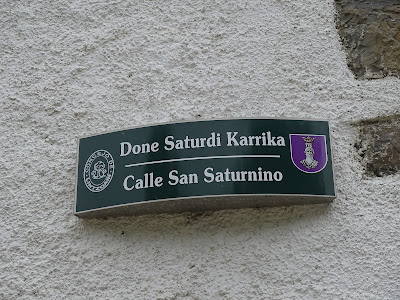 Done Saturdi Karrika
Calle San Saturnino